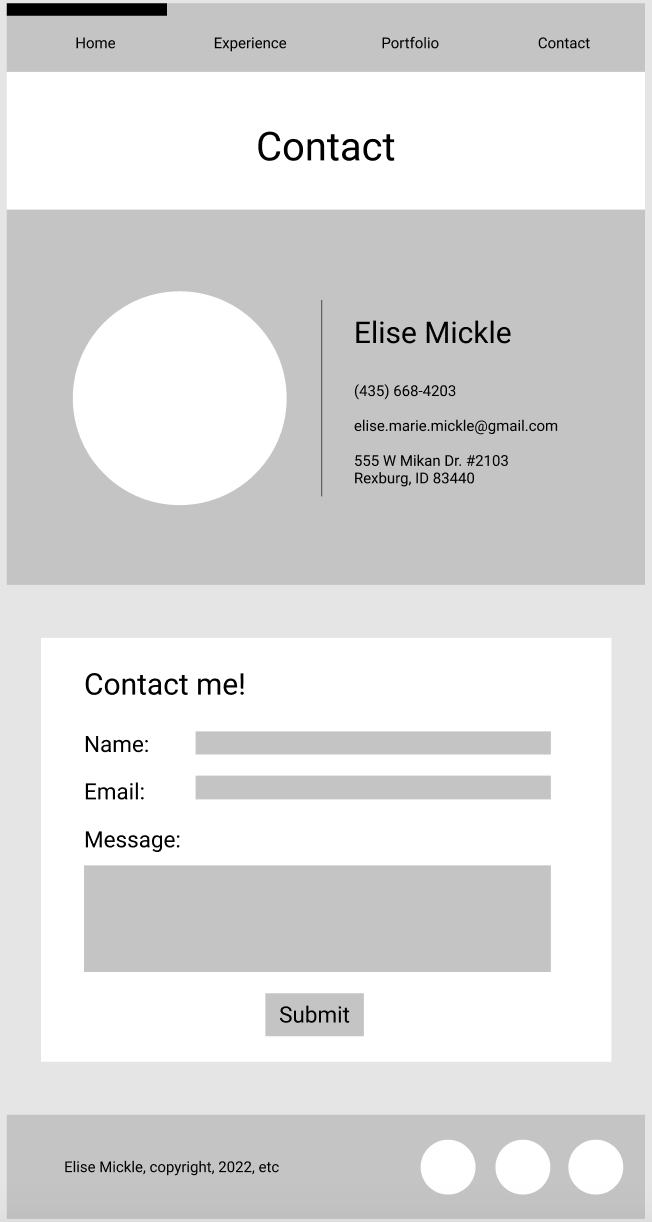 Home Experience Portfolio Contact
Contact
Elise Mickle
(435) 668-4203
elise.marie.mickle@gmail.com
555 W Mikan Dr. #2103
Rexburg, ID 83440
Contact me!
Name:
Email:
Message:
Submit
Elise Mickle, copyright, 2022, etc